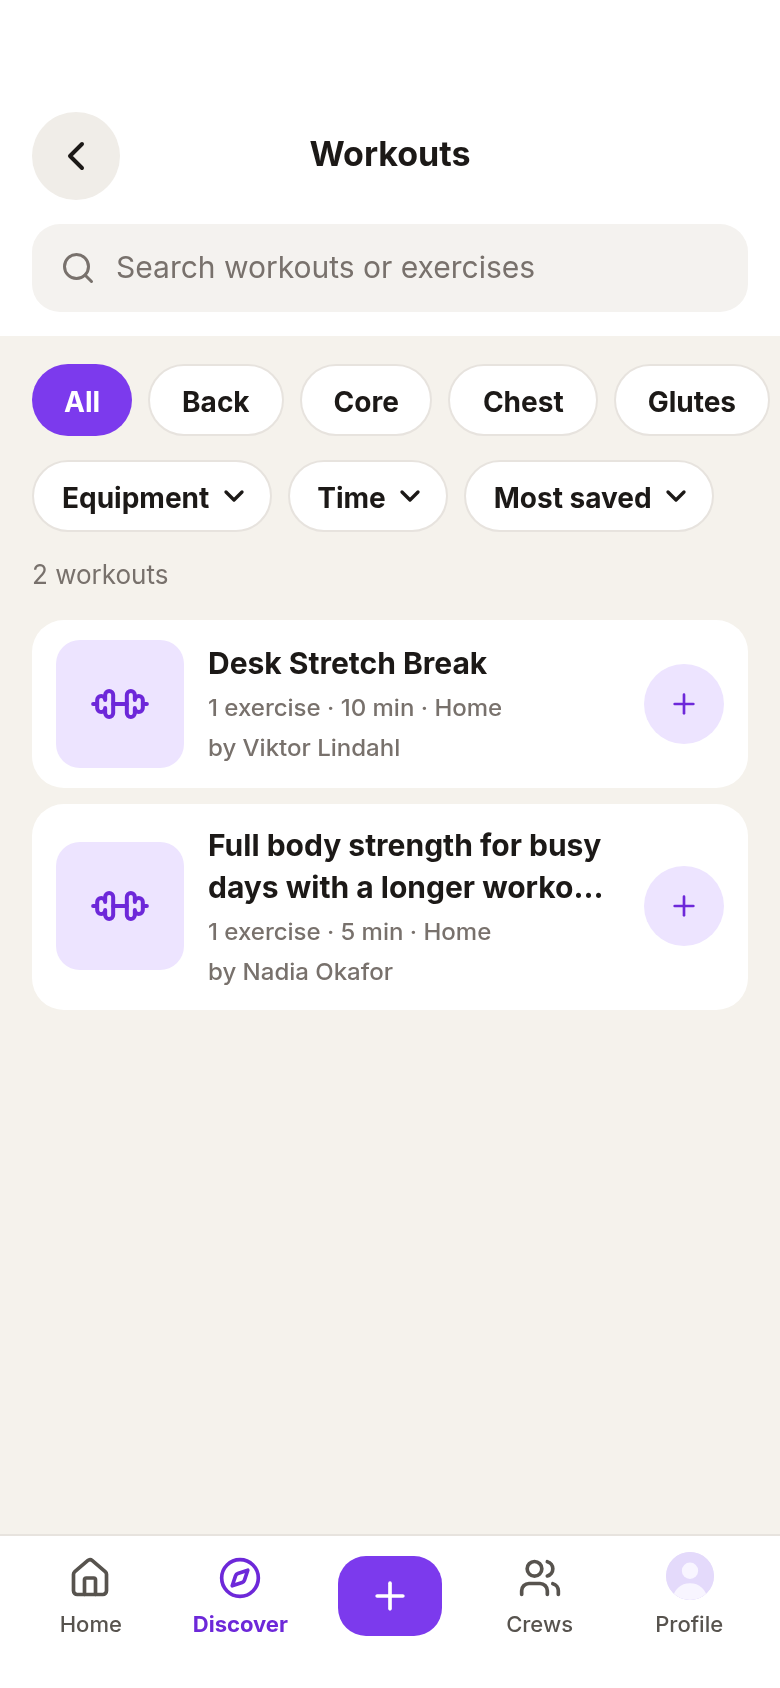 Workouts
Search workouts or exercises
All Back Core Chest Glutes
Equipment Time Most saved
2 workouts
Desk Stretch Break
1 exercise · 10 min · Home
by Viktor Lindahl
Full body strength for busy
days with a longer worko...
1 exercise · 5 min · Home
by Nadia Okafor
Home Discover Crews Profile